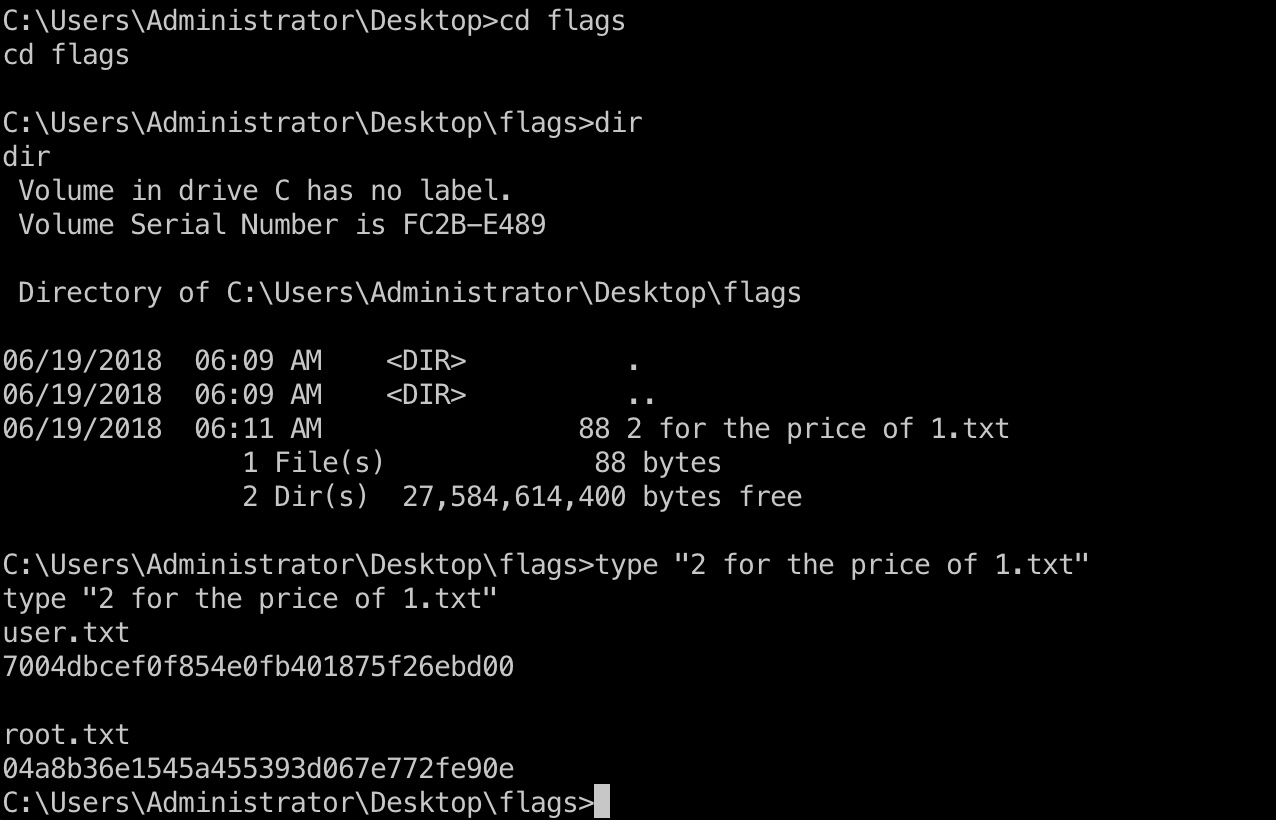 C:\Users\Administrator\Desktop>cd flags
cd flags

C:\Users\Administrator\Desktop\flags>dir
dir
 Volume in drive C has no label.
 Volume Serial Number is FC2B-E489

 Directory of C:\Users\Administrator\Desktop\flags

06/19/2018  06:09 AM    <DIR>          .
06/19/2018  06:09 AM    <DIR>          ..
06/19/2018  06:11 AM                88 2 for the price of 1.txt
               1 File(s)             88 bytes
               2 Dir(s)  27,584,614,400 bytes free

C:\Users\Administrator\Desktop\flags>type "2 for the price of 1.txt"
type "2 for the price of 1.txt"
user.txt
7004dbcef0f854e0fb401875f26ebd00

root.txt
04a8b36e1545a455393d067e772fe90e
C:\Users\Administrator\Desktop\flags>